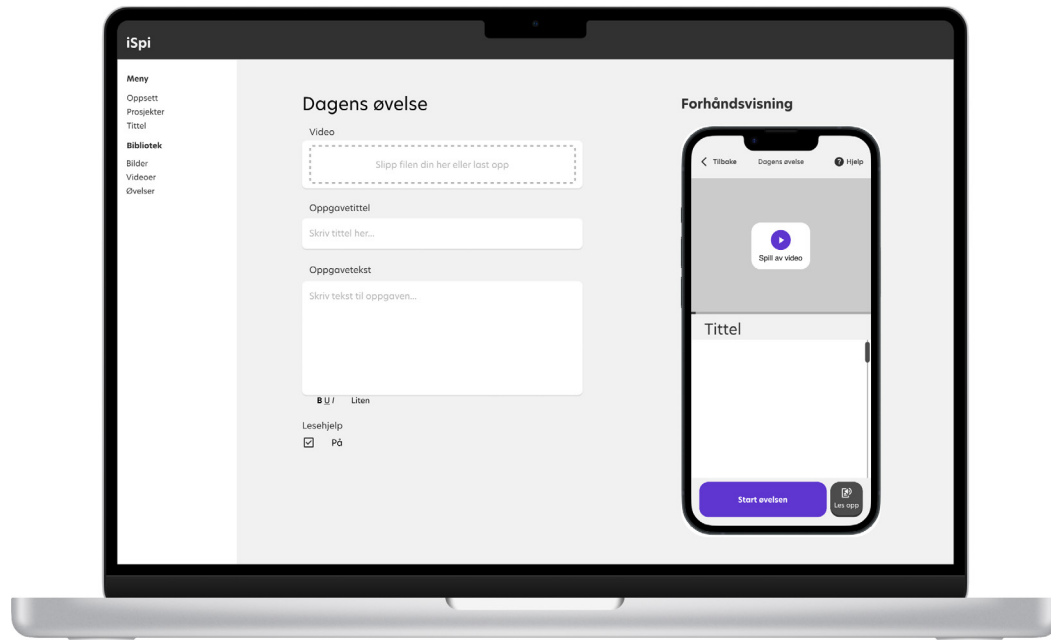 iSpi
Meny
Oppsett
Prosjekter
Tittel
Bibliotek
Bilder
Videoer
Øvelser
Dagens øvelse
Video
Slipp filen din her eller last opp
Oppgavetittel
Skriv tittel her...
Oppgavetekst
Skriv tekst til oppgaven...
B U I Liten
Lesehjelp
På
Forhåndsvisning
Tilbake Dagens øvelse Hjelp
Spill av video
Tittel
Start øvelsen
Les opp